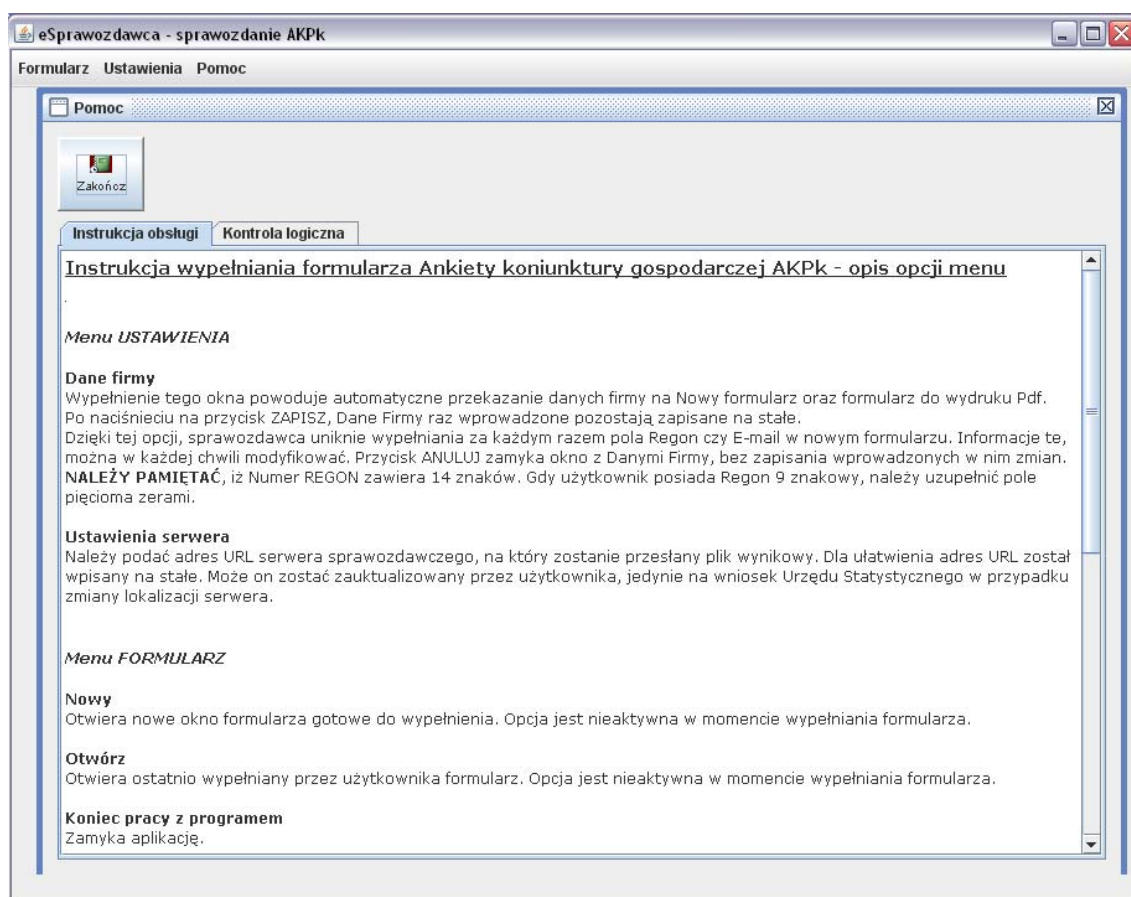 eSprawozdawca - sprawozdanie AKPk
Formularz Ustawienia Pomoc
Pomoc
Zakończ
Instrukcja obsługi Kontrola logiczna
Instrukcja wypełniania formularza Ankiety koniunktury gospodarczej AKPk - opis opcji menu
.
Menu USTAWIENIA
Dane firmy
Wypełnienie tego okna powoduje automatyczne przekazanie danych firmy na Nowy formularz oraz formularz do wydruku Pdf.
Po naciśnieciu na przycisk ZAPISZ, Dane Firmy raz wprowadzone pozostają zapisane na stałe.
Dzięki tej opcji, sprawozdawca uniknie wypełniania za każdym razem pola Regon czy E-mail w nowym formularzu. Informacje te,
można w każdej chwili modyfikować. Przycisk ANULUJ zamyka okno z Danymi Firmy, bez zapisania wprowadzonych w nim zmian.
NALEŻY PAMIĘTAĆ, iż Numer REGON zawiera 14 znaków. Gdy użytkownik posiada Regon 9 znakowy, należy uzupełnić pole
pięcioma zerami.
Ustawienia serwera
Należy podać adres URL serwera sprawozdawczego, na który zostanie przesłany plik wynikowy. Dla ułatwienia adres URL został
wpisany na stałe. Może on zostać zauktualizowany przez użytkownika, jedynie na wniosek Urzędu Statystycznego w przypadku
zmiany lokalizacji serwera.
Menu FORMULARZ
Nowy
Otwiera nowe okno formularza gotowe do wypełnienia. Opcja jest nieaktywna w momencie wypełniania formularza.
Otwórz
Otwiera ostatnio wypełniany przez użytkownika formularz. Opcja jest nieaktywna w momencie wypełniania formularza.
Koniec pracy z programem
Zamyka aplikację.